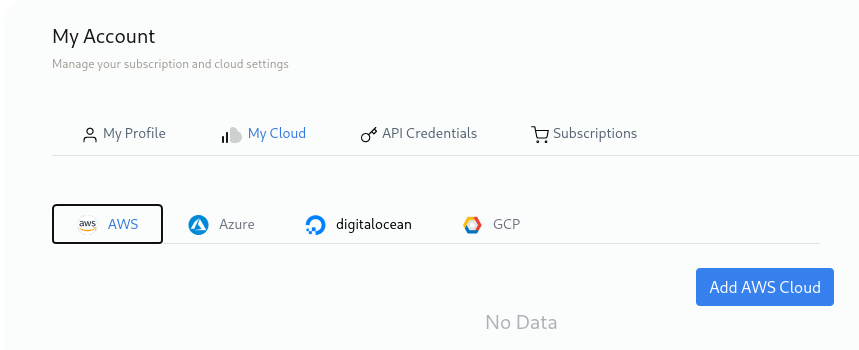 My Account
Manage your subscription and cloud settings
My Profile My Cloud API Credentials Subscriptions
aws AWS Azure digitalocean GCP
Add AWS Cloud
No Data